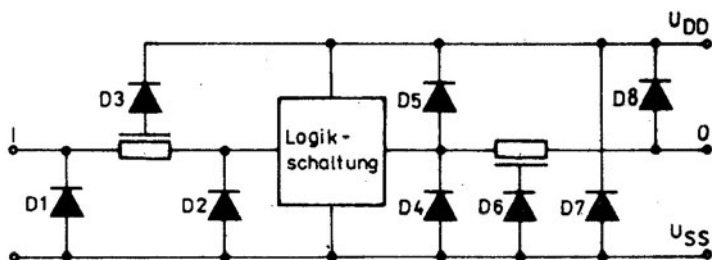 U_DD
D3
D5
D8
I
Logik-
schaltung
O
D1
D2
D4
D6
D7
U_SS